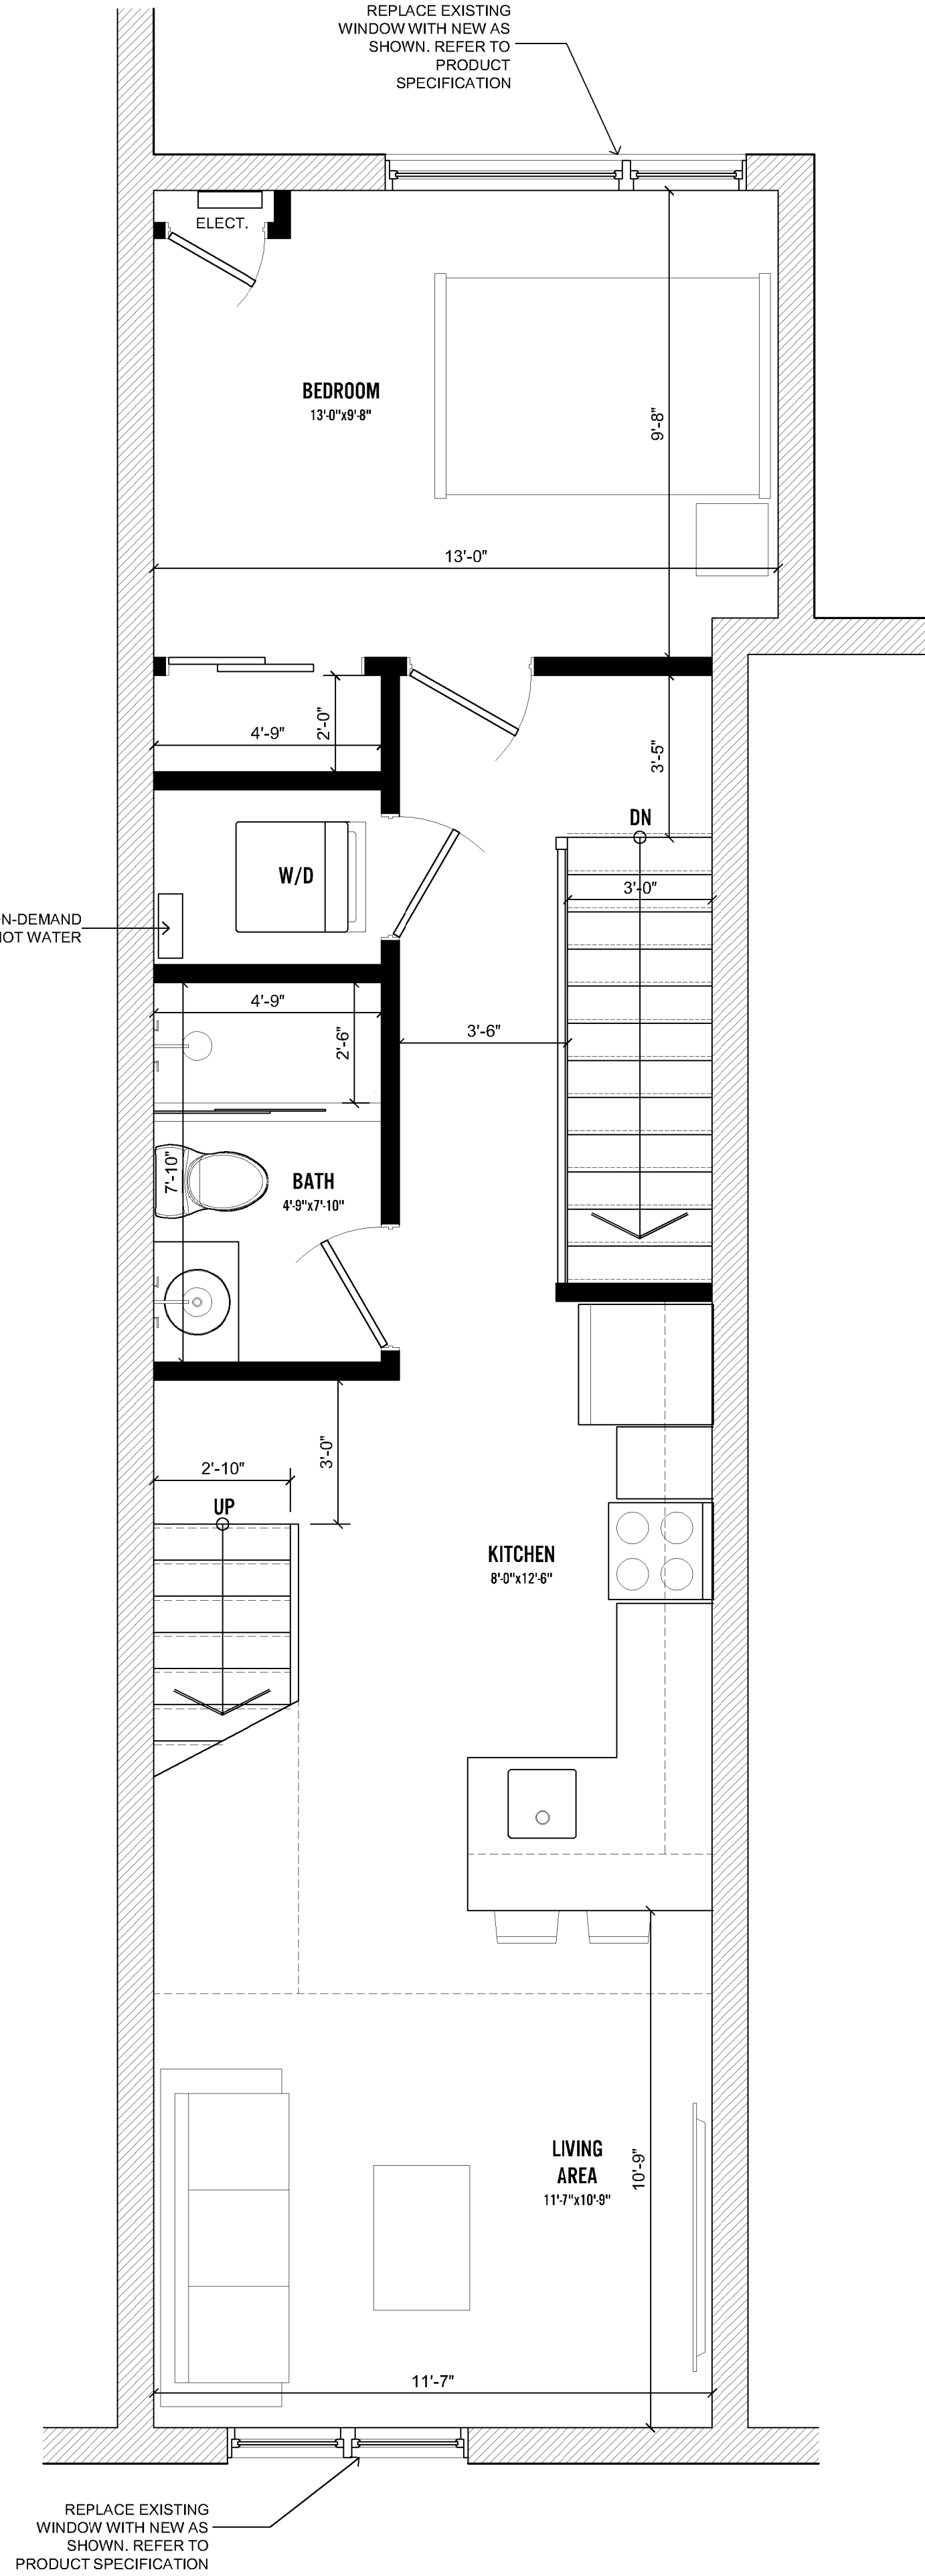 REPLACE EXISTING
WINDOW WITH NEW AS
SHOWN. REFER TO
PRODUCT
SPECIFICATION
ELECT.
BEDROOM
13'-0"x9'-8"
9'-8"
13'-0"
4'-9"
2'-0"
3'-5"
DN
W/D
3'-0"
N-DEMAND
HOT WATER
4'-9"
2'-6"
3'-6"
7'-10"
BATH
4'-9"x7'-10"
2'-10"
3'-0"
UP
KITCHEN
8'-0"x12'-6"
LIVING
AREA
11'-7"x10'-9"
10'-9"
11'-7"
REPLACE EXISTING
WINDOW WITH NEW AS
SHOWN. REFER TO
PRODUCT SPECIFICATION